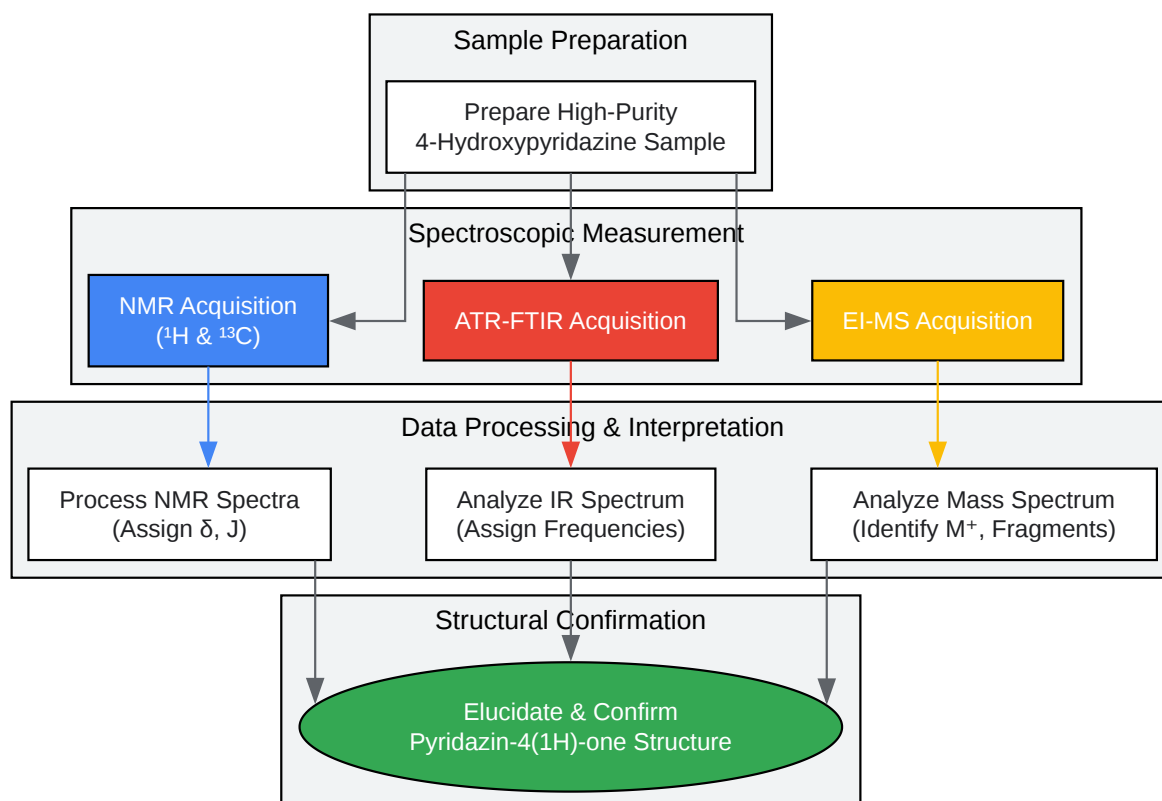 Sample Preparation
Prepare High-Purity
4-Hydroxypyridazine Sample
Spectroscopic Measurement
NMR Acquisition
(¹H & ¹³C)
ATR-FTIR Acquisition
EI-MS Acquisition
Data Processing & Interpretation
Process NMR Spectra
(Assign δ, J)
Analyze IR Spectrum
(Assign Frequencies)
Analyze Mass Spectrum
(Identify M⁺, Fragments)
Structural Confirmation
Elucidate & Confirm
Pyridazin-4(1H)-one Structure